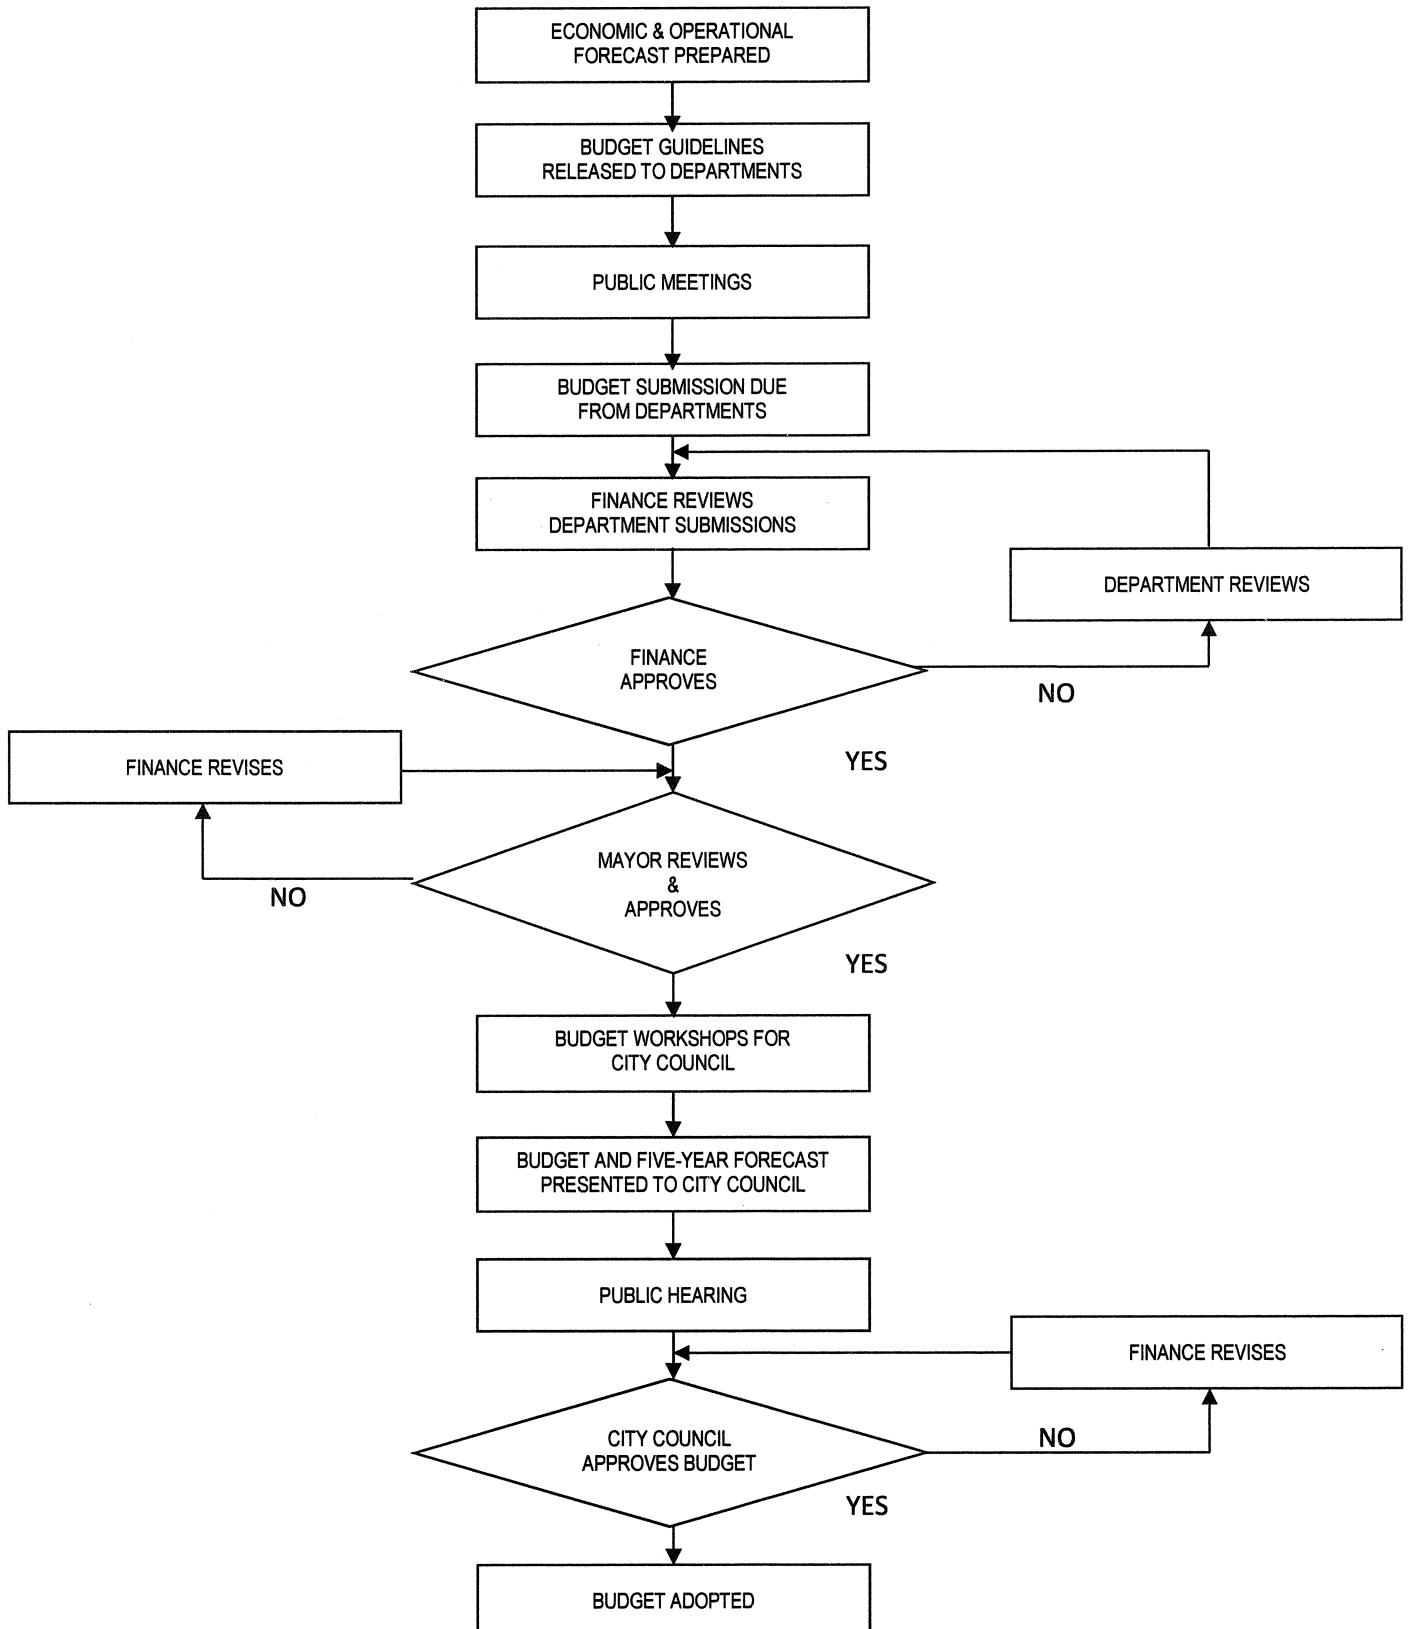 ECONOMIC & OPERATIONAL
FORECAST PREPARED
BUDGET GUIDELINES
RELEASED TO DEPARTMENTS
PUBLIC MEETINGS
BUDGET SUBMISSION DUE
FROM DEPARTMENTS
FINANCE REVIEWS
DEPARTMENT SUBMISSIONS
DEPARTMENT REVIEWS
FINANCE
APPROVES
NO
YES
FINANCE REVISES
MAYOR REVIEWS
&
APPROVES
NO
YES
BUDGET WORKSHOPS FOR
CITY COUNCIL
BUDGET AND FIVE-YEAR FORECAST
PRESENTED TO CITY COUNCIL
PUBLIC HEARING
FINANCE REVISES
CITY COUNCIL
APPROVES BUDGET
NO
YES
BUDGET ADOPTED